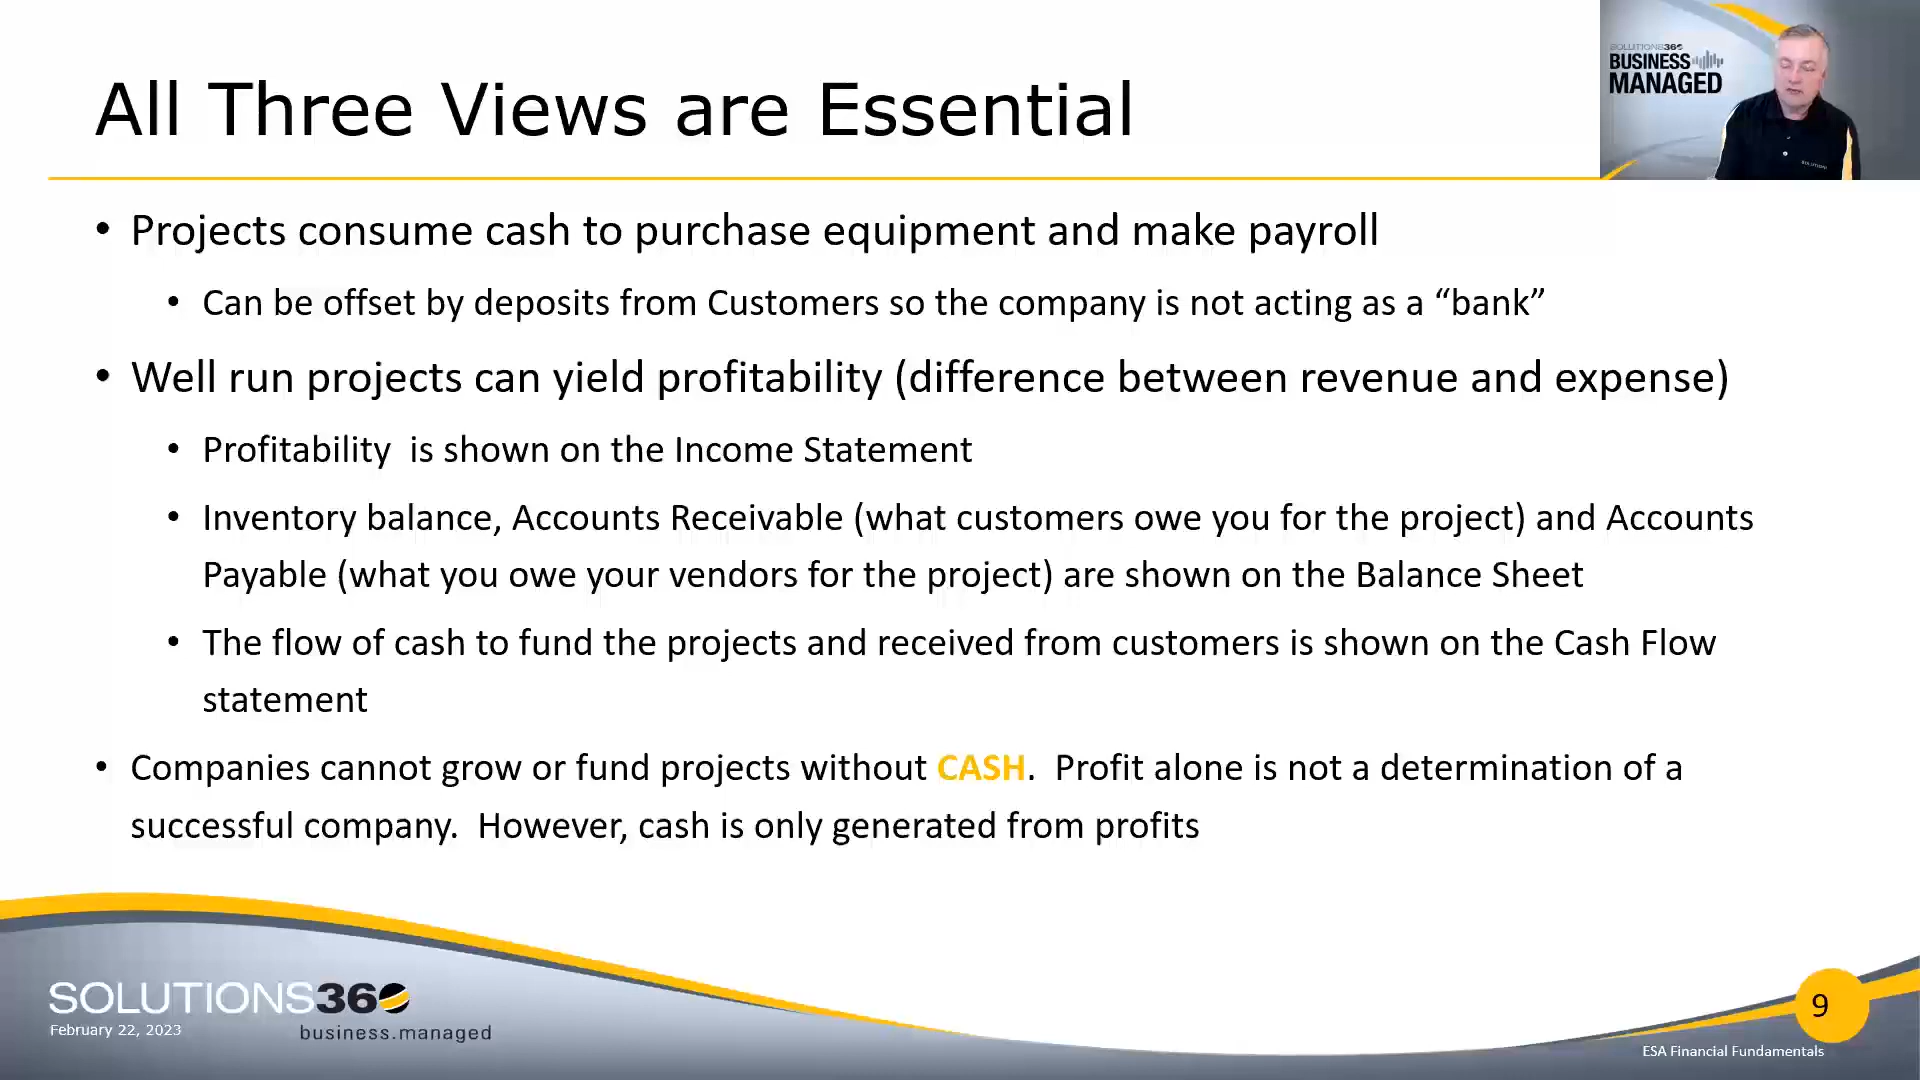 All Three Views are Essential
SOLUTIONS360
BUSINESS
MANAGED
• Projects consume cash to purchase equipment and make payroll
• Can be offset by deposits from Customers so the company is not acting as a “bank”
• Well run projects can yield profitability (difference between revenue and expense)
• Profitability  is shown on the Income Statement
• Inventory balance, Accounts Receivable (what customers owe you for the project) and Accounts
Payable (what you owe your vendors for the project) are shown on the Balance Sheet
• The flow of cash to fund the projects and received from customers is shown on the Cash Flow
statement
• Companies cannot grow or fund projects without CASH.  Profit alone is not a determination of a
successful company.  However, cash is only generated from profits
SOLUTIONS360
February 22, 2023
business.managed
9
ESA Financial Fundamentals